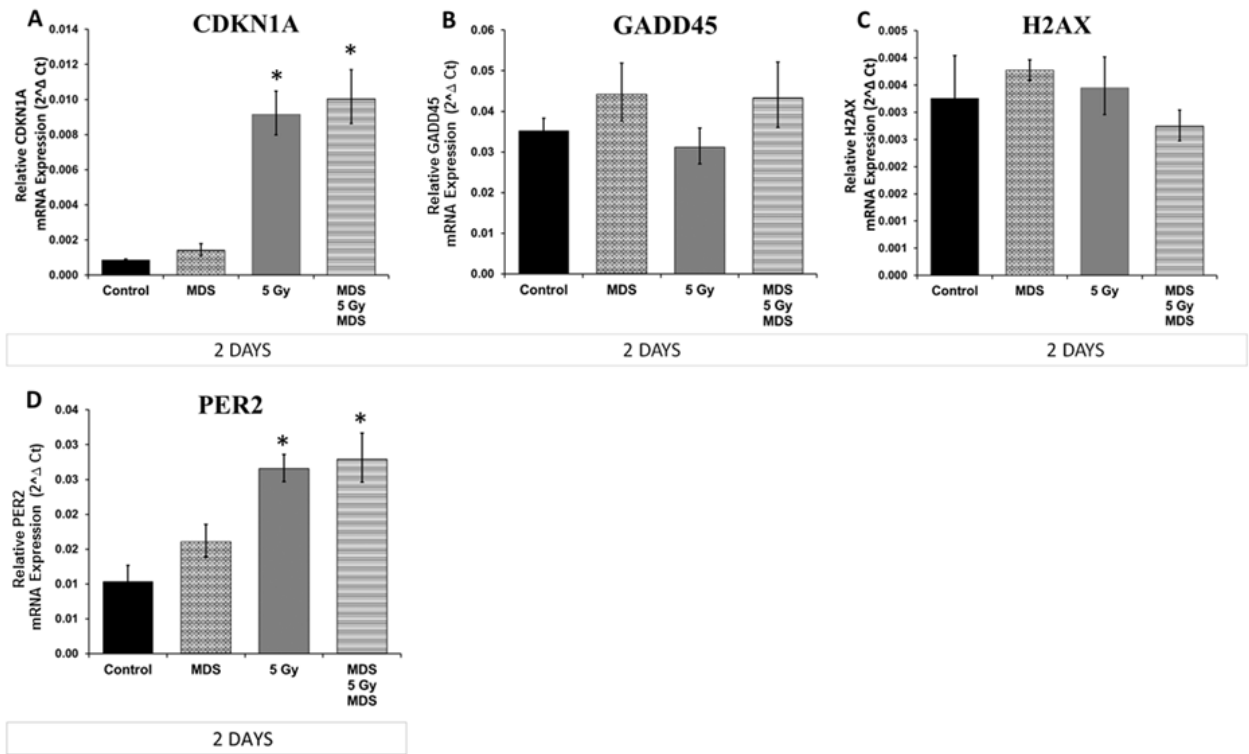 A
CDKN1A
Relative CDKN1A
mRNA Expression (2^Δ Ct)
0.014
0.012
0.010
0.008
0.006
0.004
0.002
0.000
*
*
Control
MDS
5 Gy
MDS
5 Gy
MDS
B
GADD45
Relative GADD45
mRNA Expression (2^Δ Ct)
0.06
0.05
0.04
0.03
0.02
0.01
0.00
Control
MDS
5 Gy
MDS
5 Gy
MDS
C
H2AX
Relative H2AX
mRNA Expression (2^Δ Ct)
0.005
0.004
0.004
0.003
0.003
0.002
0.002
0.001
0.001
0.000
Control
MDS
5 Gy
MDS
5 Gy
MDS
2 DAYS
2 DAYS
2 DAYS
D
PER2
Relative PER2
mRNA Expression (2^Δ Ct)
0.04
0.03
0.03
0.02
0.02
0.01
0.01
0.00
*
*
Control
MDS
5 Gy
MDS
5 Gy
MDS
2 DAYS